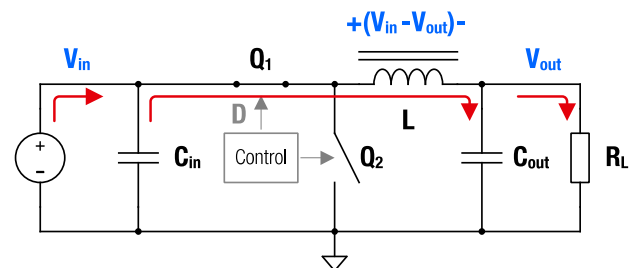 +(Vin -Vout)-
Vin
Q1
Vout
D
L
Cin
Control
Q2
Cout
RL
+
-